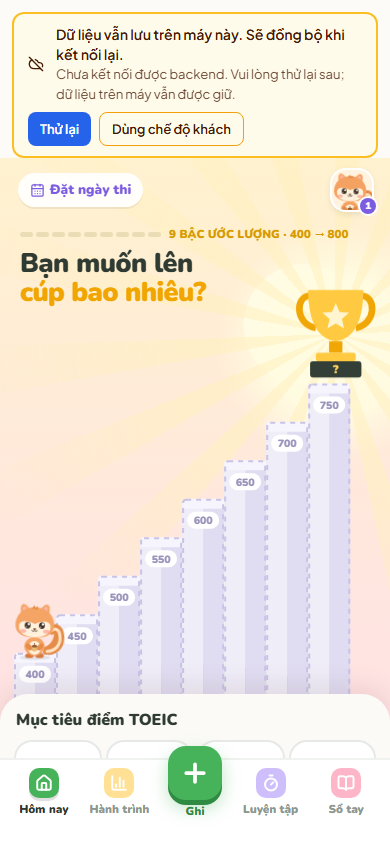 Dữ liệu vẫn lưu trên máy này. Sẽ đồng bộ khi
kết nối lại.
Chưa kết nối được backend. Vui lòng thử lại sau;
dữ liệu trên máy vẫn được giữ.
Thử lại
Dùng chế độ khách
Đặt ngày thi
1
9 BẬC ƯỚC LƯỢNG · 400 → 800
Bạn muốn lên
cúp bao nhiêu?
?
750
700
650
600
550
500
450
400
Mục tiêu điểm TOEIC
Hôm nay
Hành trình
Ghi
Luyện tập
Sổ tay